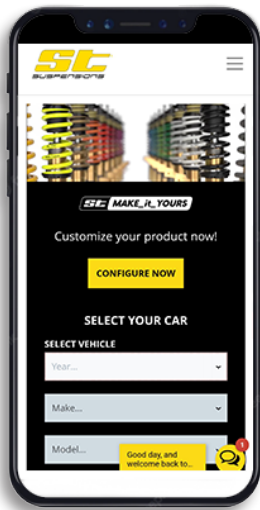 ST
SUSPENSIONS
ST MAKE_it_YOURS
Customize your product now!
CONFIGURE NOW
SELECT YOUR CAR
SELECT VEHICLE
Year...
Make...
Model...
Good day, and
welcome back to...
1